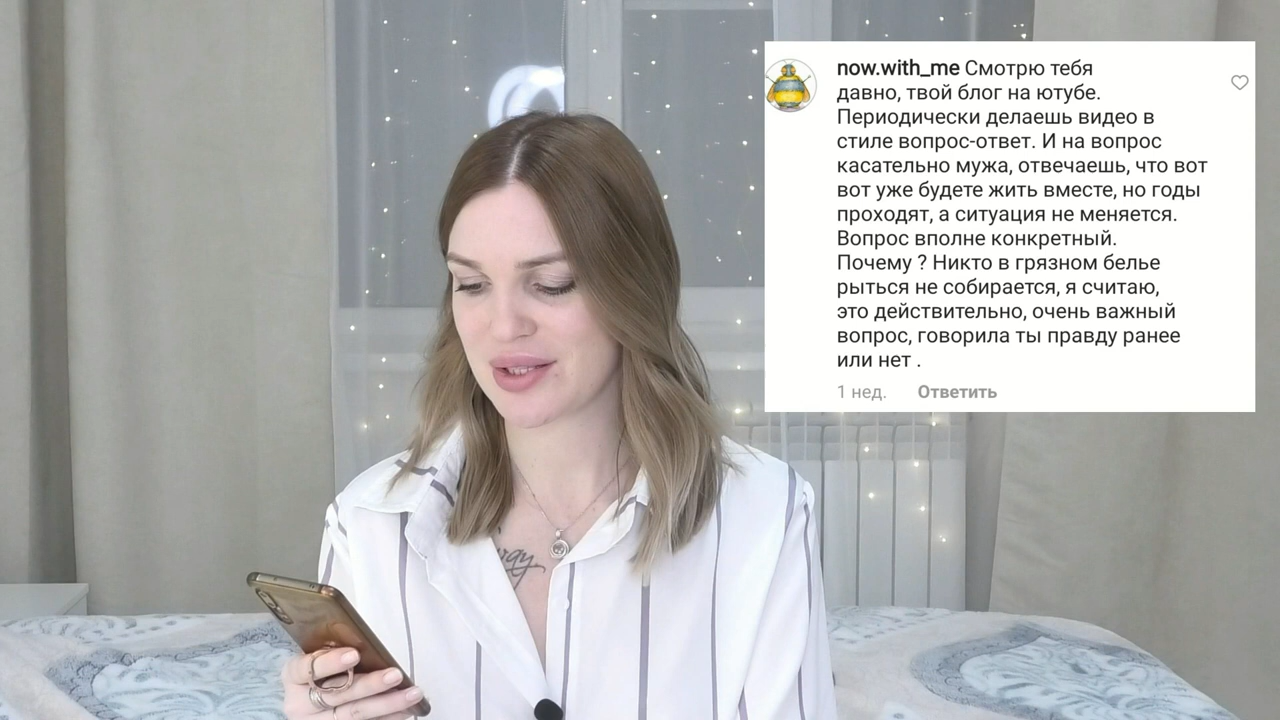 now.with_me Смотрю тебя
давно, твой блог на ютубе.
Периодически делаешь видео в
стиле вопрос-ответ. И на вопрос
касательно мужа, отвечаешь, что вот
вот уже будете жить вместе, но годы
проходят, а ситуация не меняется.
Вопрос вполне конкретный.
Почему ? Никто в грязном белье
рыться не собирается, я считаю,
это действительно, очень важный
вопрос, говорила ты правду ранее
или нет .
1 нед. Ответить